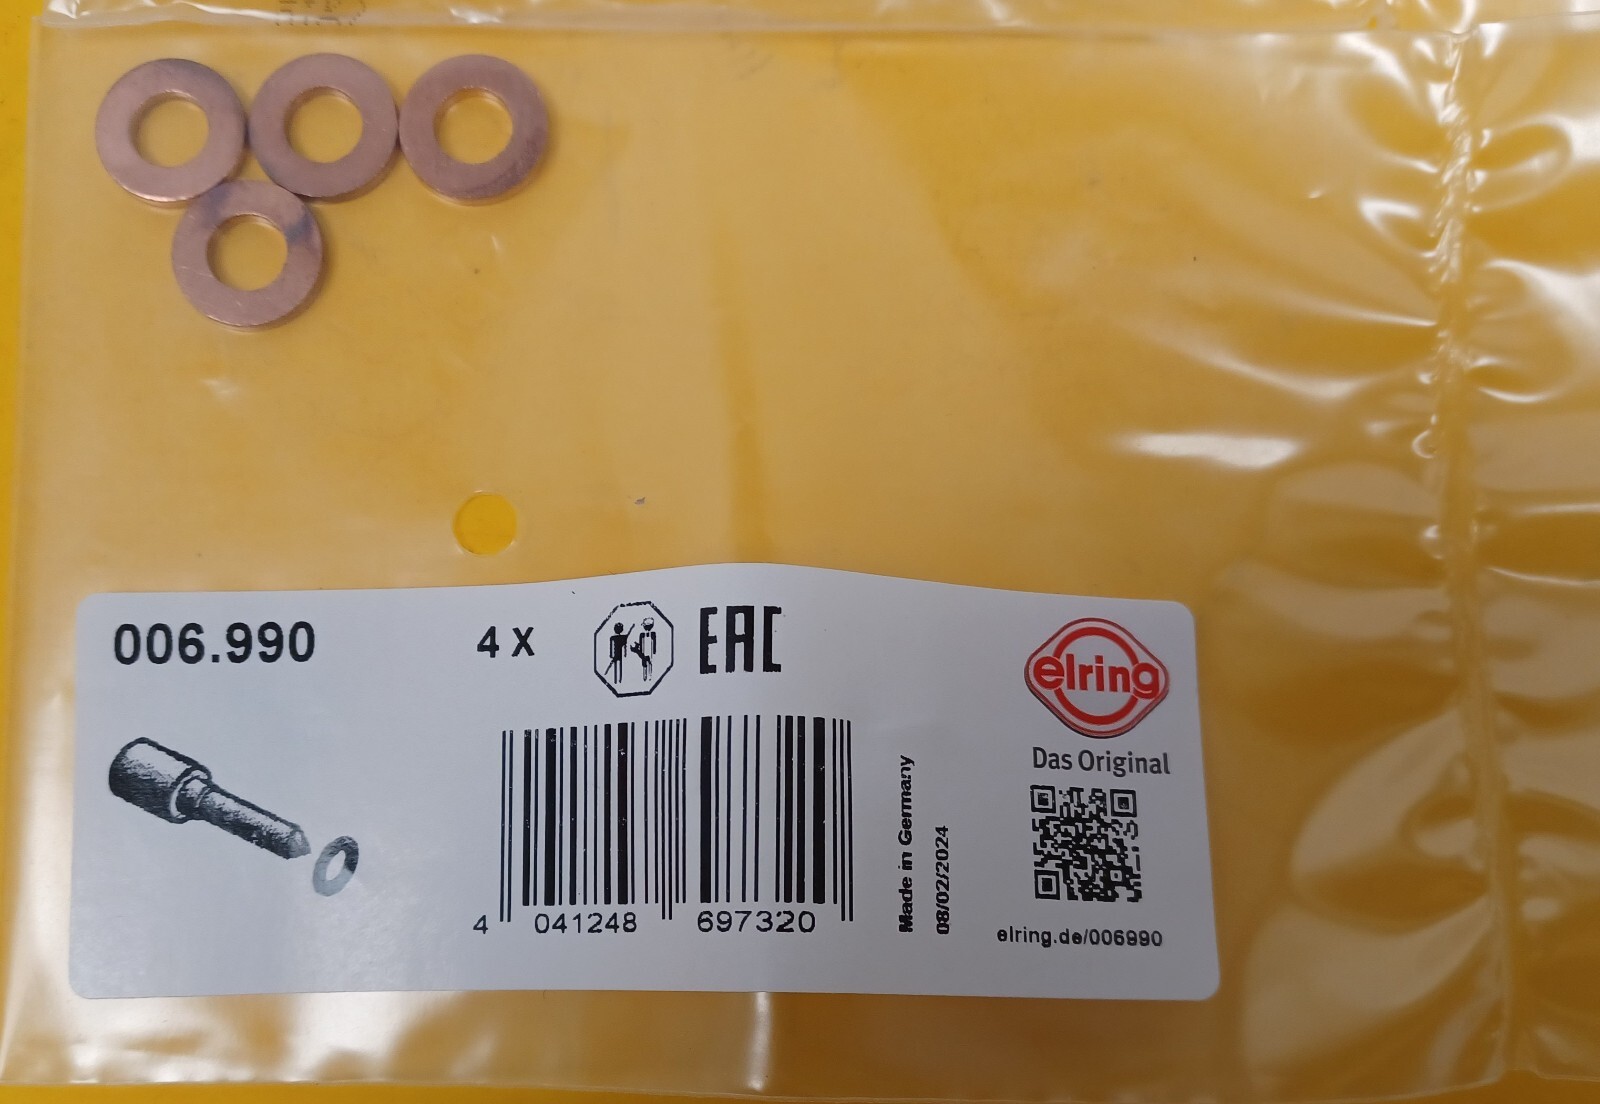 006.990
4 X
EAC
elring
Das Original
Made in Germany
08/02/2024
4 041248 697320
elring.de/006990